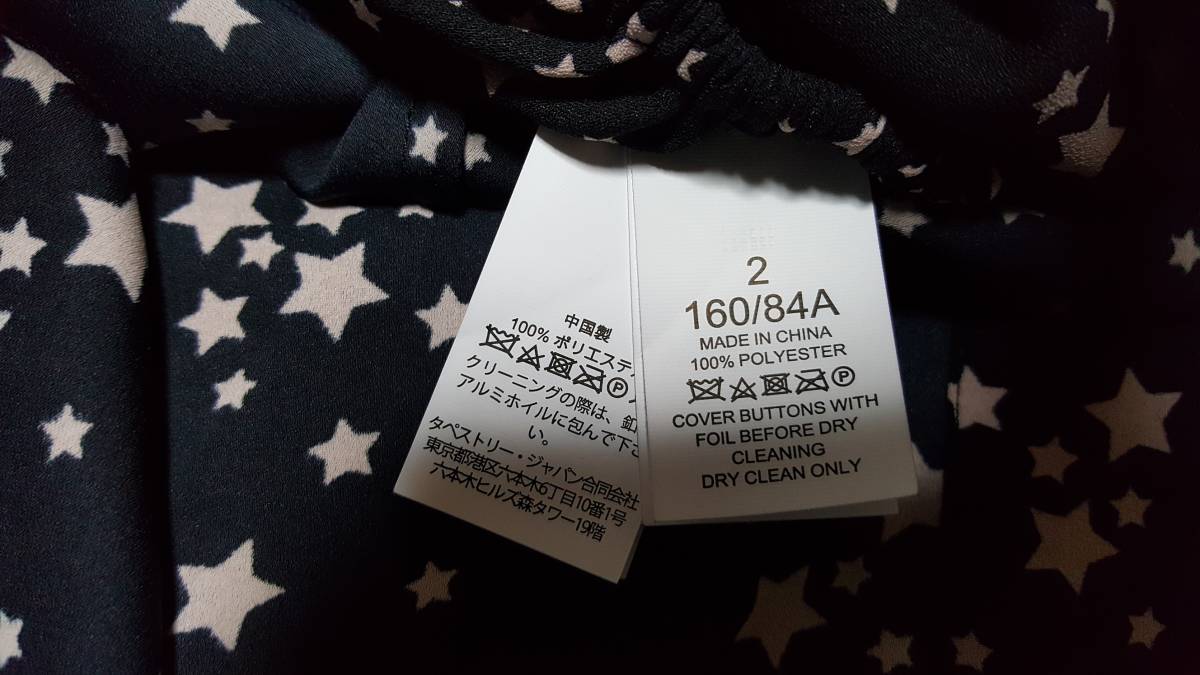 中国製
100% ポリエステ
クリーニングの際は、釦
アルミホイルに包んで下さ
い。
タペストリー・ジャパン合同会社
東京都港区六本木6丁目10番1号
六本木ヒルズ森タワー19階
2
160/84A
MADE IN CHINA
100% POLYESTER
P
COVER BUTTONS WITH
FOIL BEFORE DRY
CLEANING
DRY CLEAN ONLY